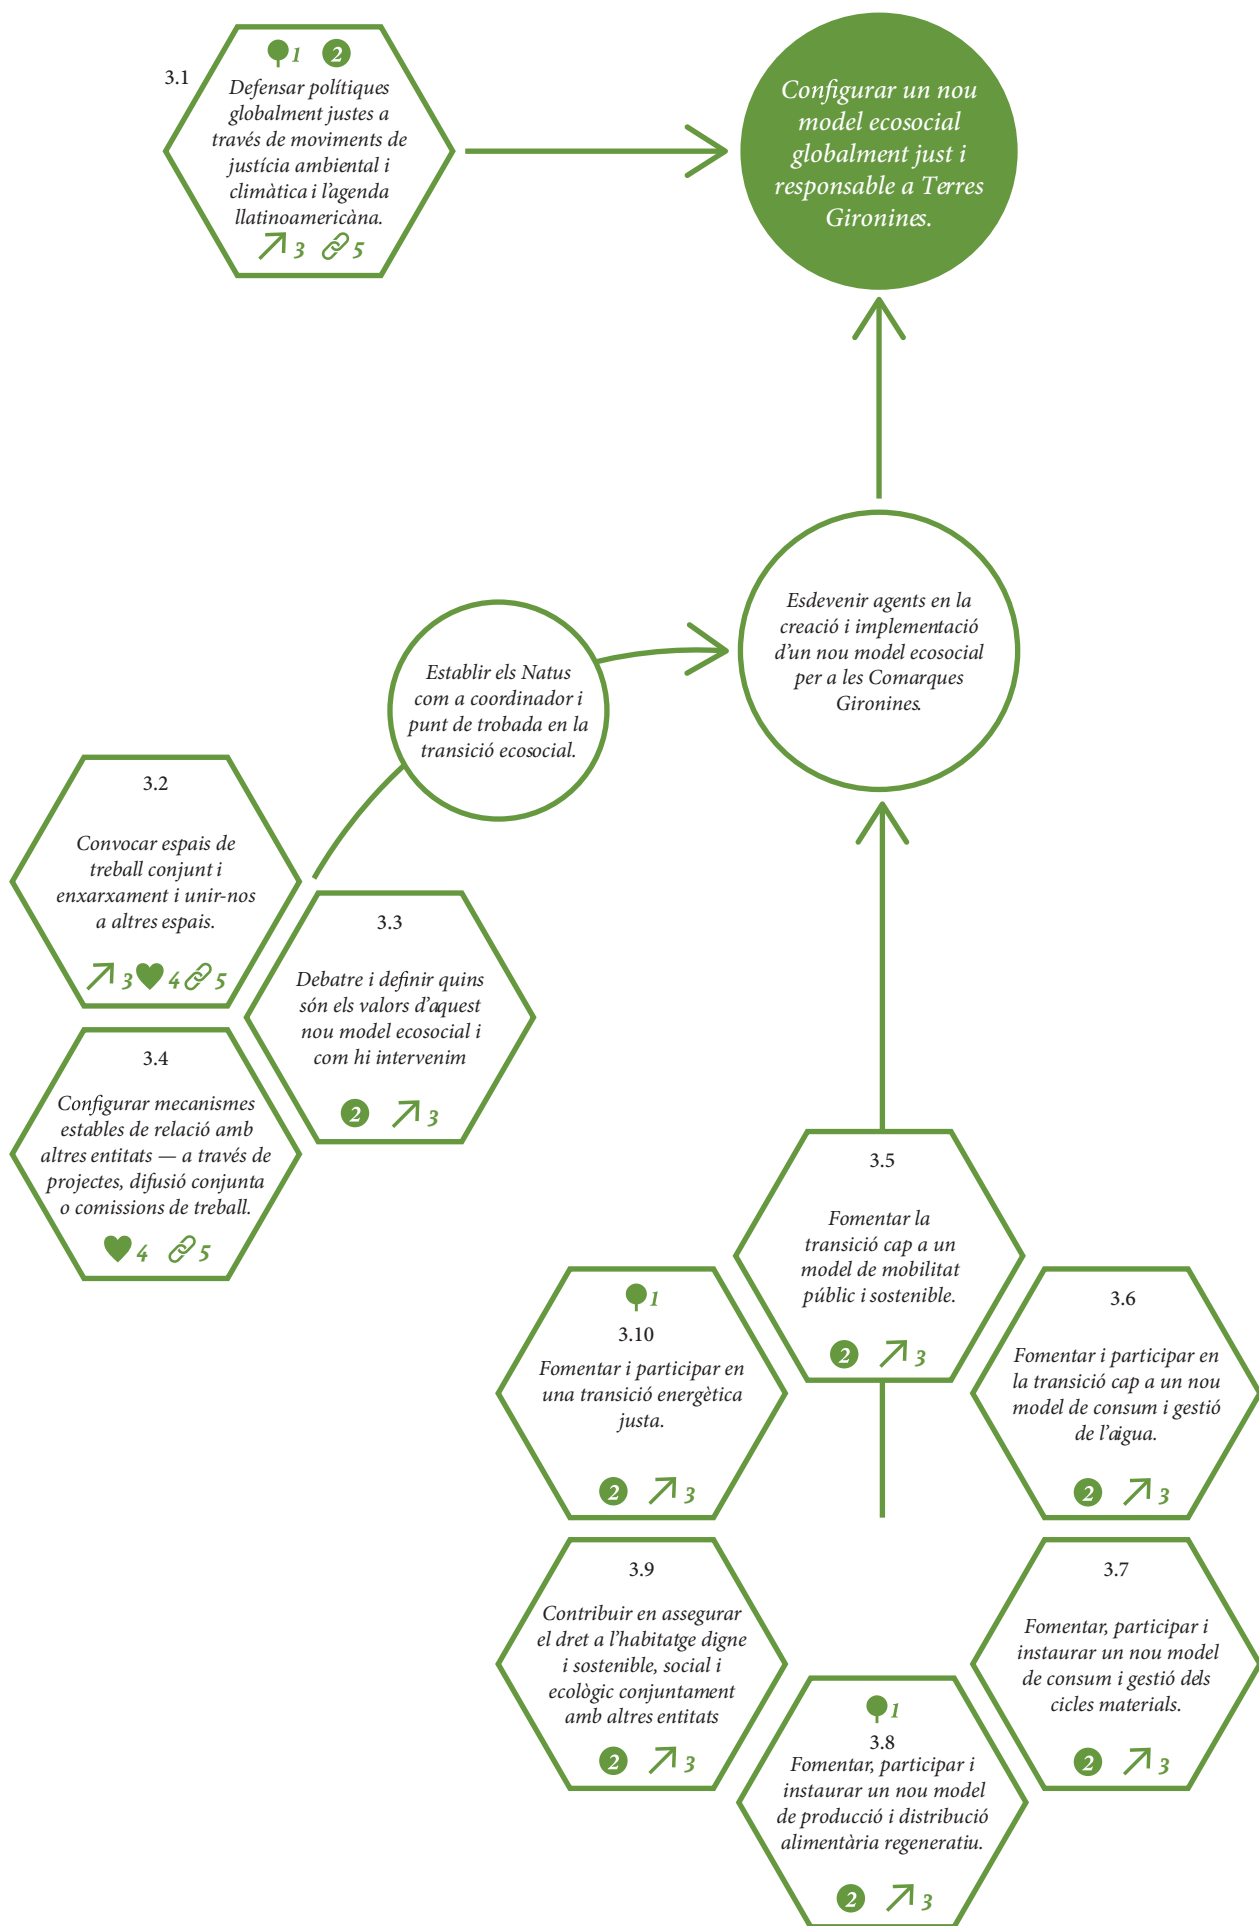 1 2
3.1
Defensar polítiques
globalment justes a
través de moviments de
justícia ambiental i
climàtica i l'agenda
llatinoamericàna.
3 5
Configurar un nou
model ecosocial
globalment just i
responsable a Terres
Gironines.
Esdevenir agents en la
creació i implementació
d'un nou model ecosocial
per a les Comarques
Gironines.
Establir els Natus
com a coordinador i
punt de trobada en la
transició ecosocial.
3.2
Convocar espais de
treball conjunt i
enxarxament i unir-nos
a altres espais.
3 4 5
3.3
Debatre i definir quins
són els valors d'aquest
nou model ecosocial i
com hi intervenim
2 3
3.4
Configurar mecanismes
estables de relació amb
altres entitats — a través de
projectes, difusió conjunta
o comissions de treball.
4 5
3.5
Fomentar la
transició cap a un
model de mobilitat
públic i sostenible.
2 3
3.6
Fomentar i participar en
la transició cap a un nou
model de consum i gestió
de l'aigua.
2 3
1
3.10
Fomentar i participar en
una transició energètica
justa.
2 3
3.9
Contribuir en assegurar
el dret a l'habitatge digne
i sostenible, social i
ecològic conjuntament
amb altres entitats
2 3
3.7
Fomentar, participar i
instaurar un nou model
de consum i gestió dels
cicles materials.
2 3
1
3.8
Fomentar, participar i
instaurar un nou model
de producció i distribució
alimentària regeneratiu.
2 3